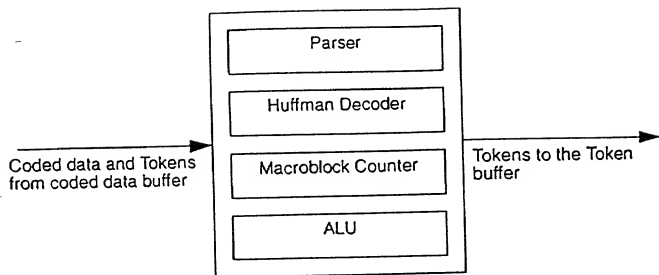 Parser
Huffman Decoder
Macroblock Counter
ALU
Coded data and Tokens
from coded data buffer
Tokens to the Token
buffer